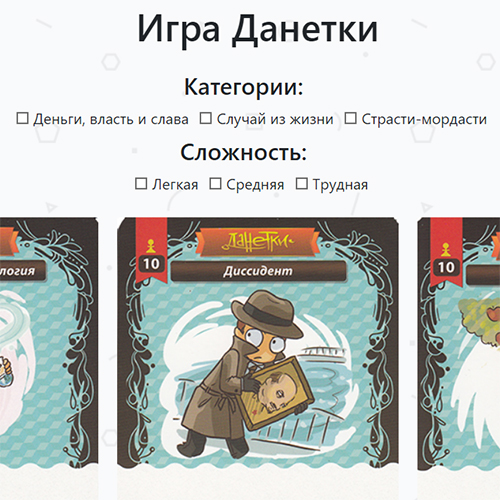 Игра Данетки
Категории:
Деньги, власть и слава Случай из жизни Страсти-мордасти
Сложность:
Легкая Средняя Трудная
ДАНЕТКИ
10 10
логия Диссидент